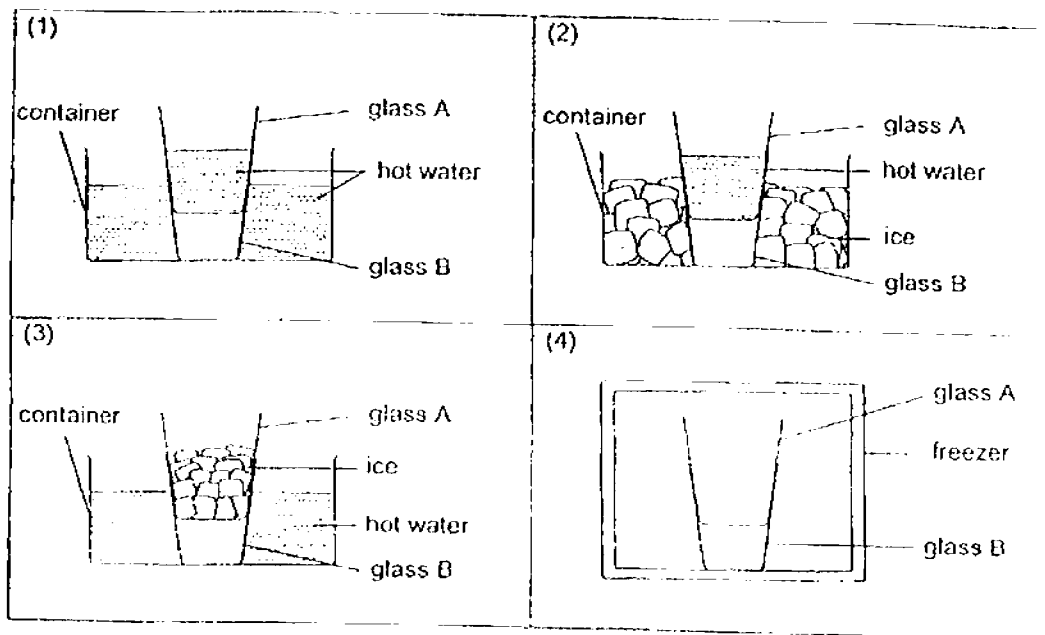 (1)
container
glass A
hot water
glass B
(2)
container
glass A
hot water
ice
glass B
(3)
container
glass A
ice
hot water
glass B
(4)
glass A
freezer
glass B